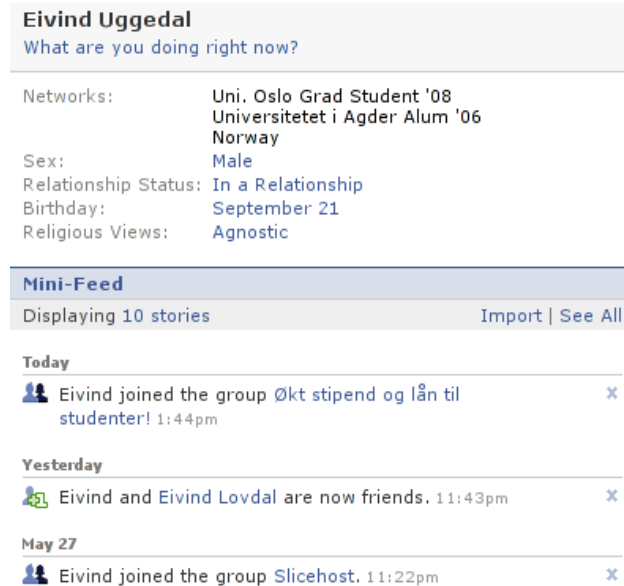 Eivind Uggedal
What are you doing right now?
Networks: Uni. Oslo Grad Student '08
Universitetet i Agder Alum '06
Norway
Sex: Male
Relationship Status: In a Relationship
Birthday: September 21
Religious Views: Agnostic
Mini-Feed
Displaying 10 stories Import | See All
Today
Eivind joined the group Økt stipend og lån til
studenter! 1:44pm
Yesterday
Eivind and Eivind Lovdal are now friends. 11:43pm
May 27
Eivind joined the group Slicehost. 11:22pm